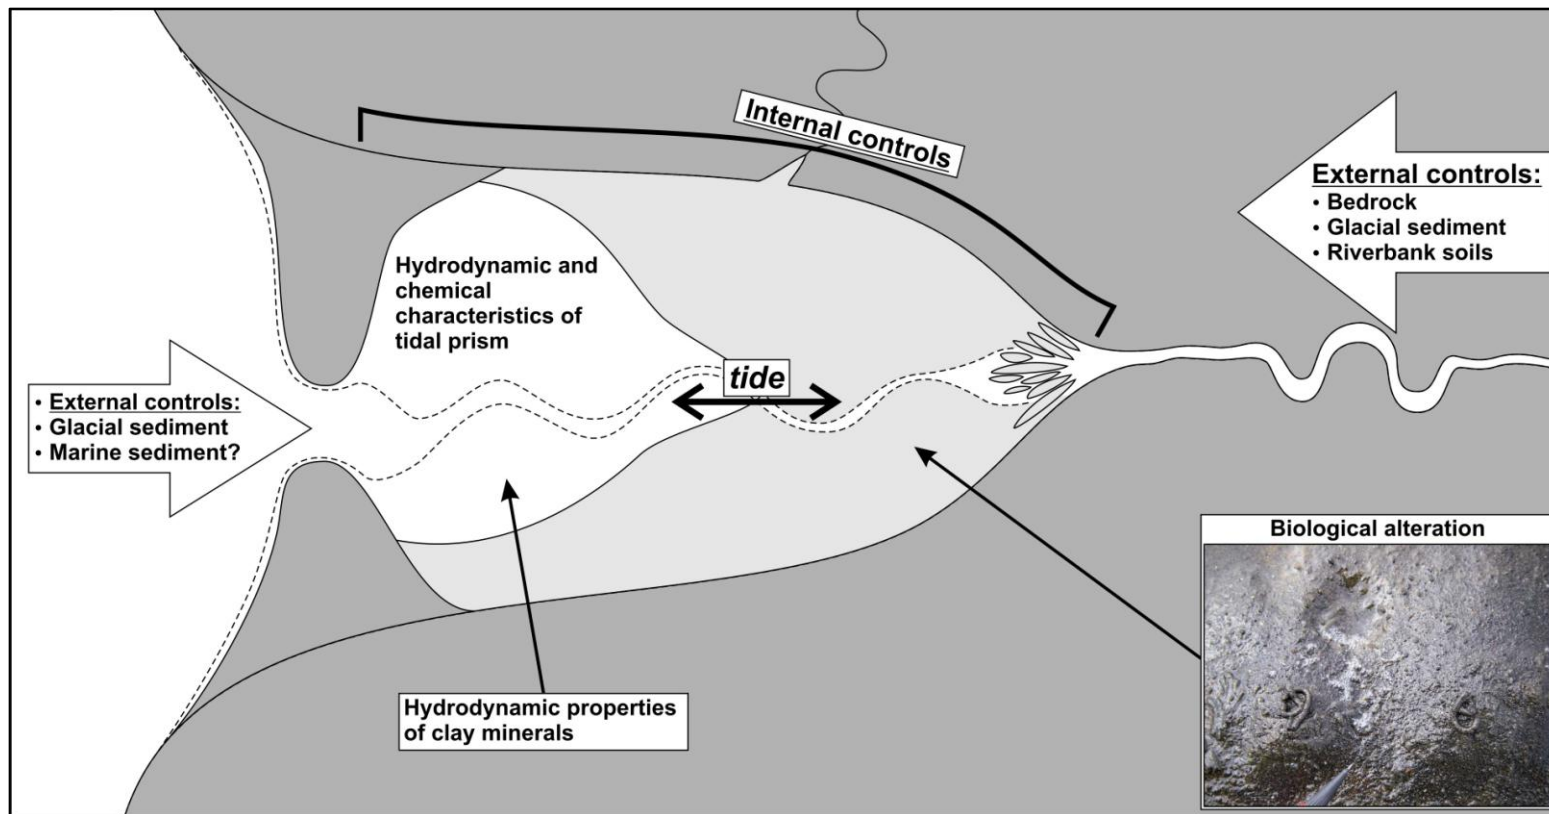 Internal controls
External controls:
• Bedrock
• Glacial sediment
• Riverbank soils
Hydrodynamic and
chemical
characteristics of
tidal prism
tide
• External controls:
• Glacial sediment
• Marine sediment?
Biological alteration
Hydrodynamic properties
of clay minerals